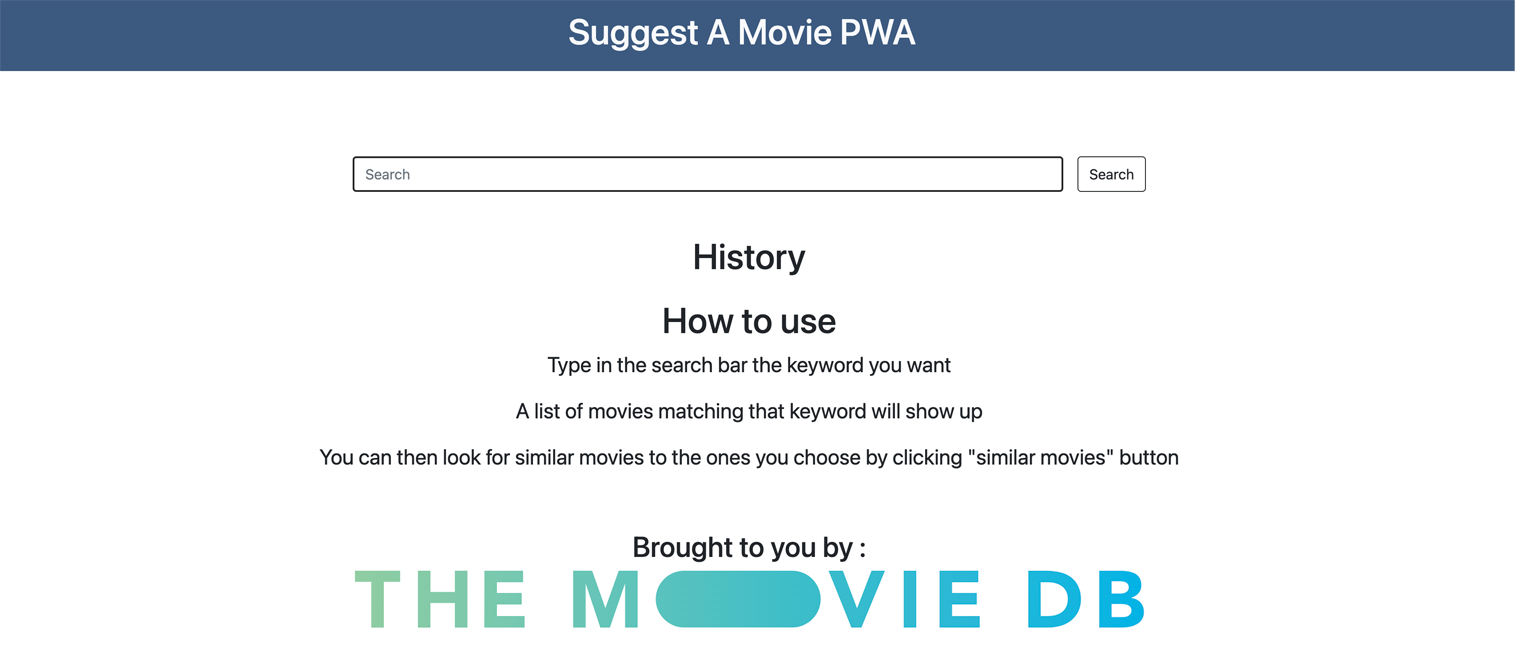 Suggest A Movie PWA
Search Search
History
How to use
Type in the search bar the keyword you want
A list of movies matching that keyword will show up
You can then look for similar movies to the ones you choose by clicking "similar movies" button
Brought to you by :
THE MOVIE DB